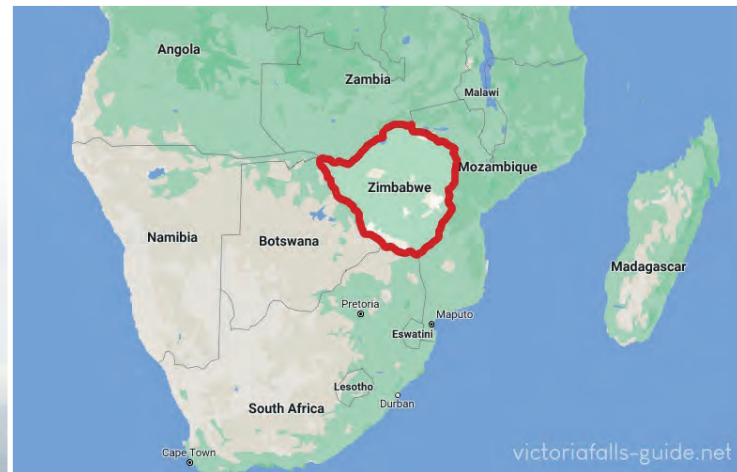 Angola
Zambia
Malawi
Mozambique
Zimbabwe
Namibia
Botswana
Madagascar
Pretoria
Maputo
Eswatini
Lesotho
Durban
South Africa
Cape Town
victoriafalls-guide.net